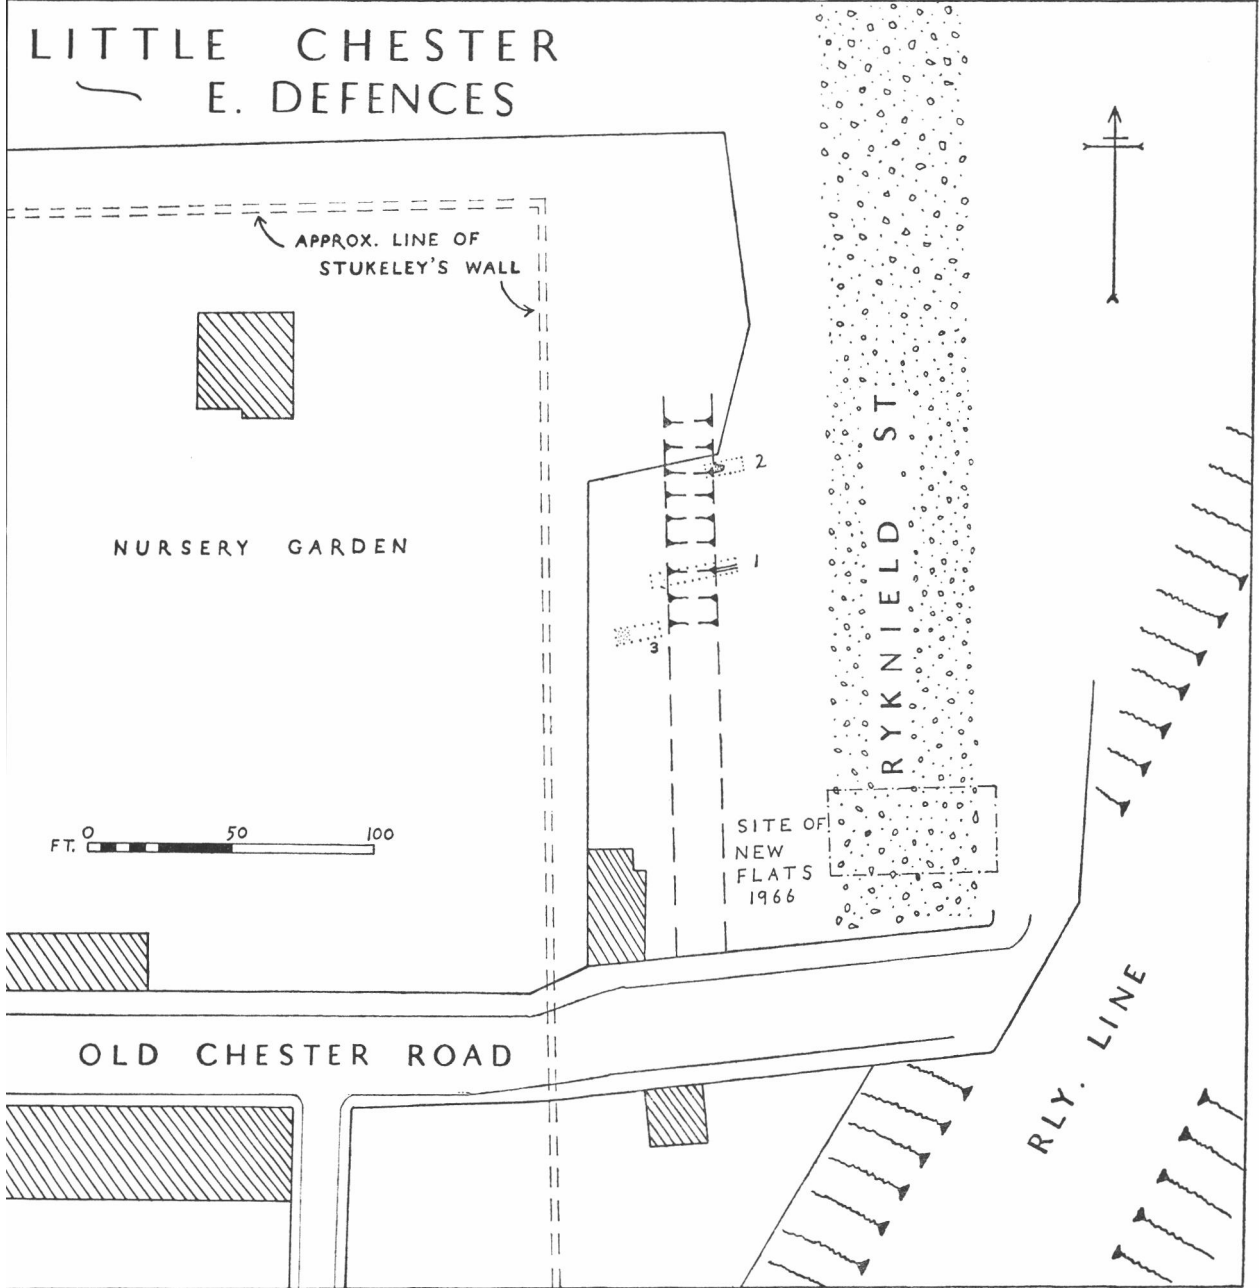 LITTLE CHESTER
E. DEFENCES
APPROX. LINE OF
STUKELEY'S WALL
RYKNIELD ST.
2
NURSERY GARDEN
1
3
FT. 0 50 100
SITE OF
NEW
FLATS
1966
OLD CHESTER ROAD
RLY. LINE